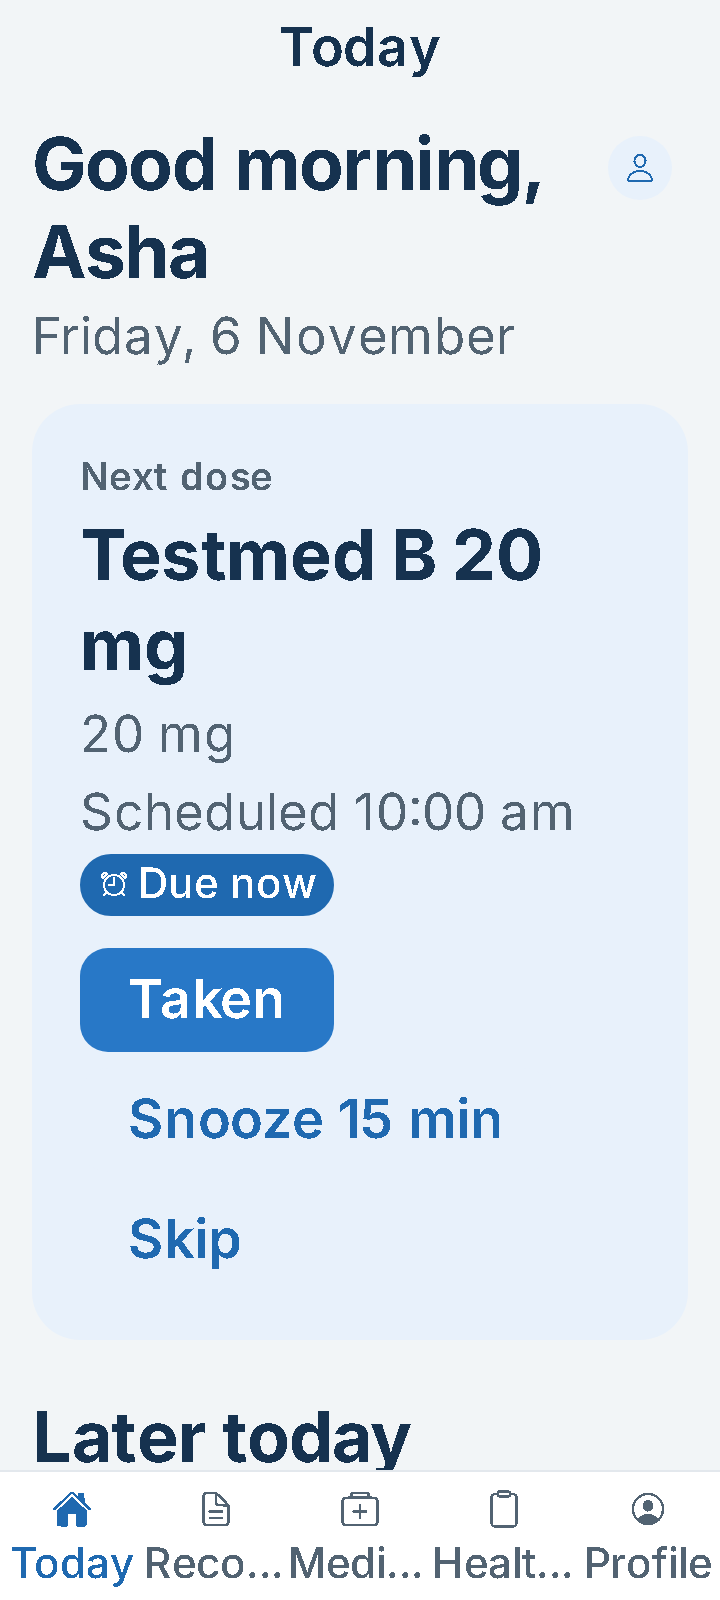 Today
Good morning,
Asha
Friday, 6 November
Next dose
Testmed B 20
mg
20 mg
Scheduled 10:00 am
Due now
Taken
Snooze 15 min
Skip
Later today
Today
Reco...
Medi...
Healt...
Profile